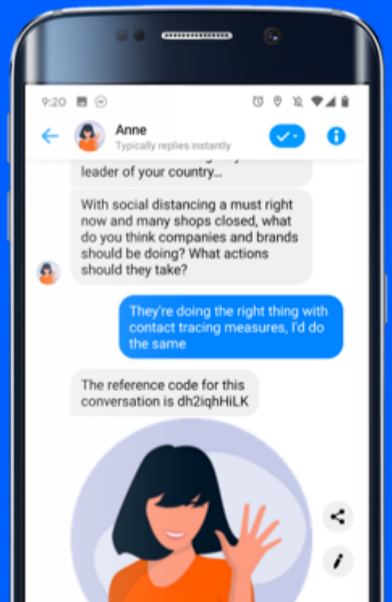 9:20
Anne
Typically replies instantly
leader of your country...
With social distancing a must right
now and many shops closed, what
do you think companies and brands
should be doing? What actions
should they take?
They're doing the right thing with
contact tracing measures, I'd do
the same
The reference code for this
conversation is dh2iqhHiLK